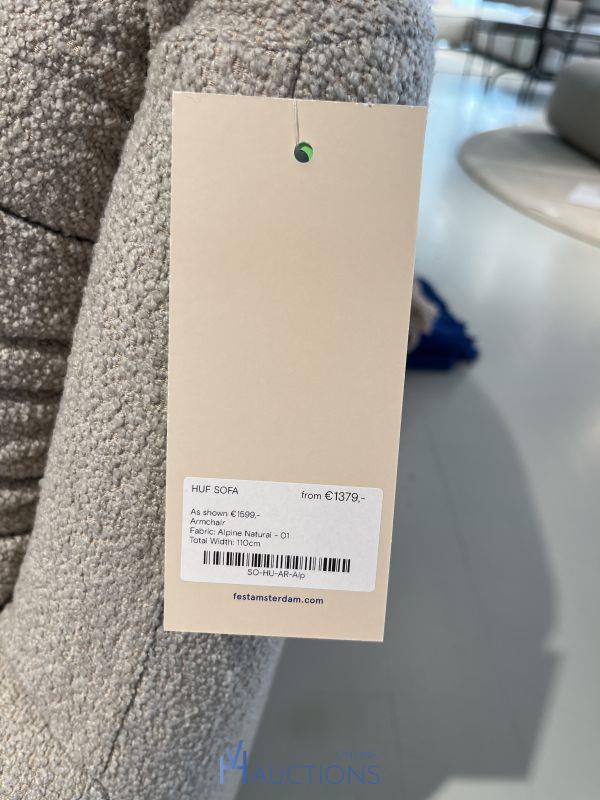 HUF SOFA from €1379,-
As shown €1599,-
Armchair
Fabric: Alpine Natural - 01
Total Width: 110cm
SO-HU-AR-Alp
festamsterdam.com
ONLINE
AUCTIONS